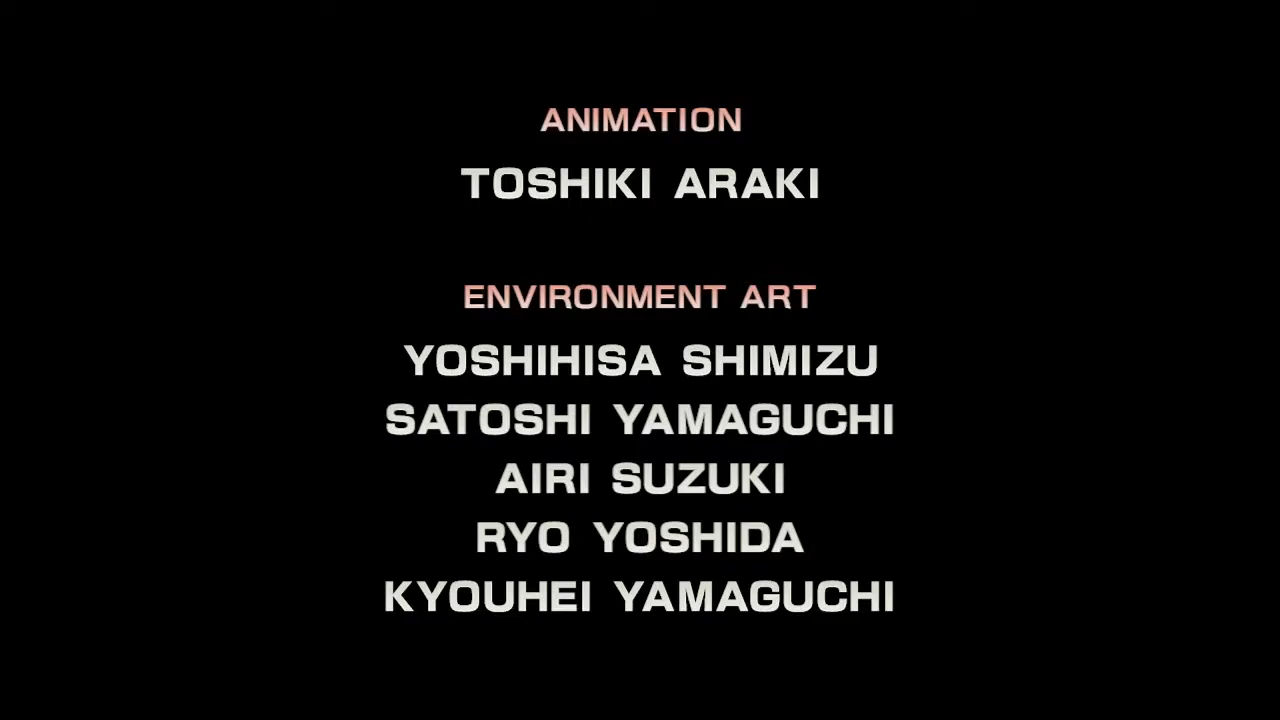 ANIMATION
TOSHIKI ARAKI
ENVIRONMENT ART
YOSHIHISA SHIMIZU
SATOSHI YAMAGUCHI
AIRI SUZUKI
RYO YOSHIDA
KYOUHEI YAMAGUCHI